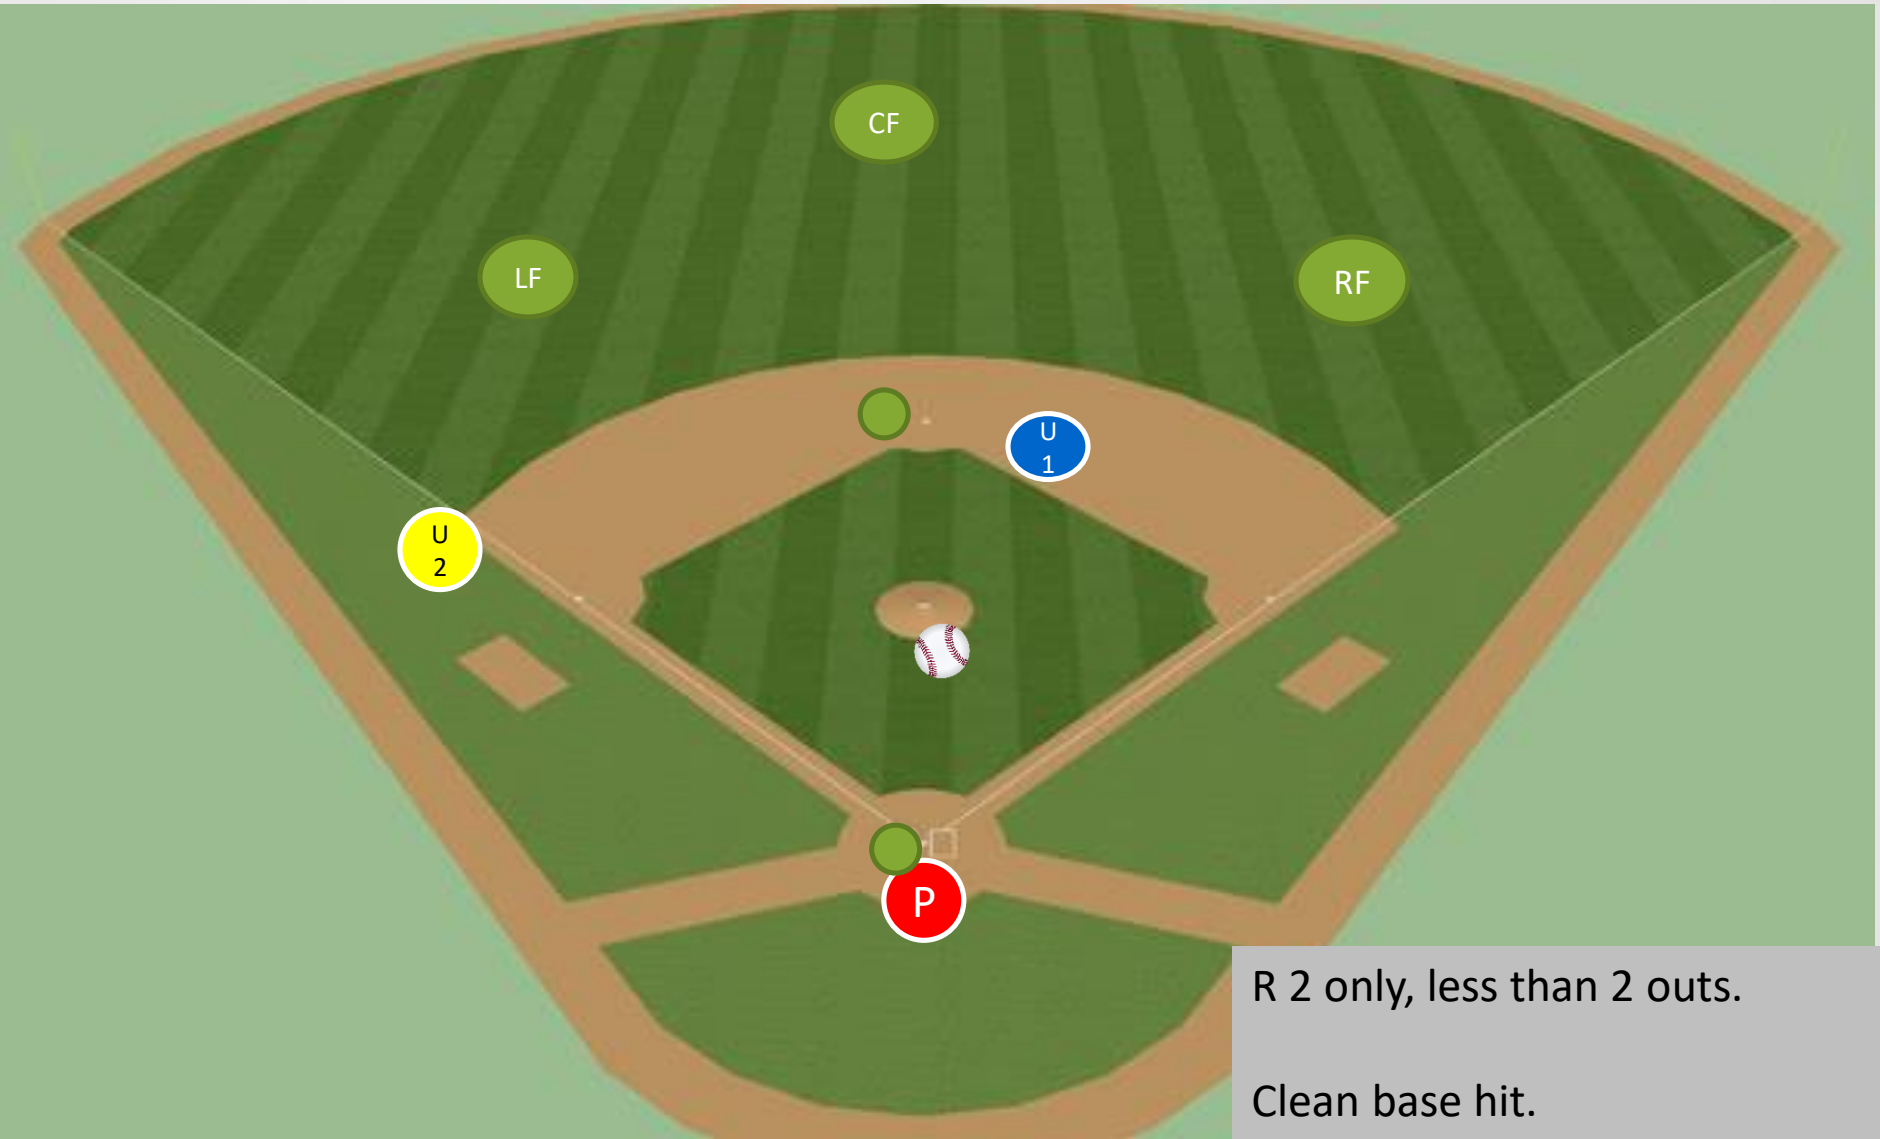 CF
LF
RF
U
1
U
2
P
R 2 only, less than 2 outs.
Clean base hit.